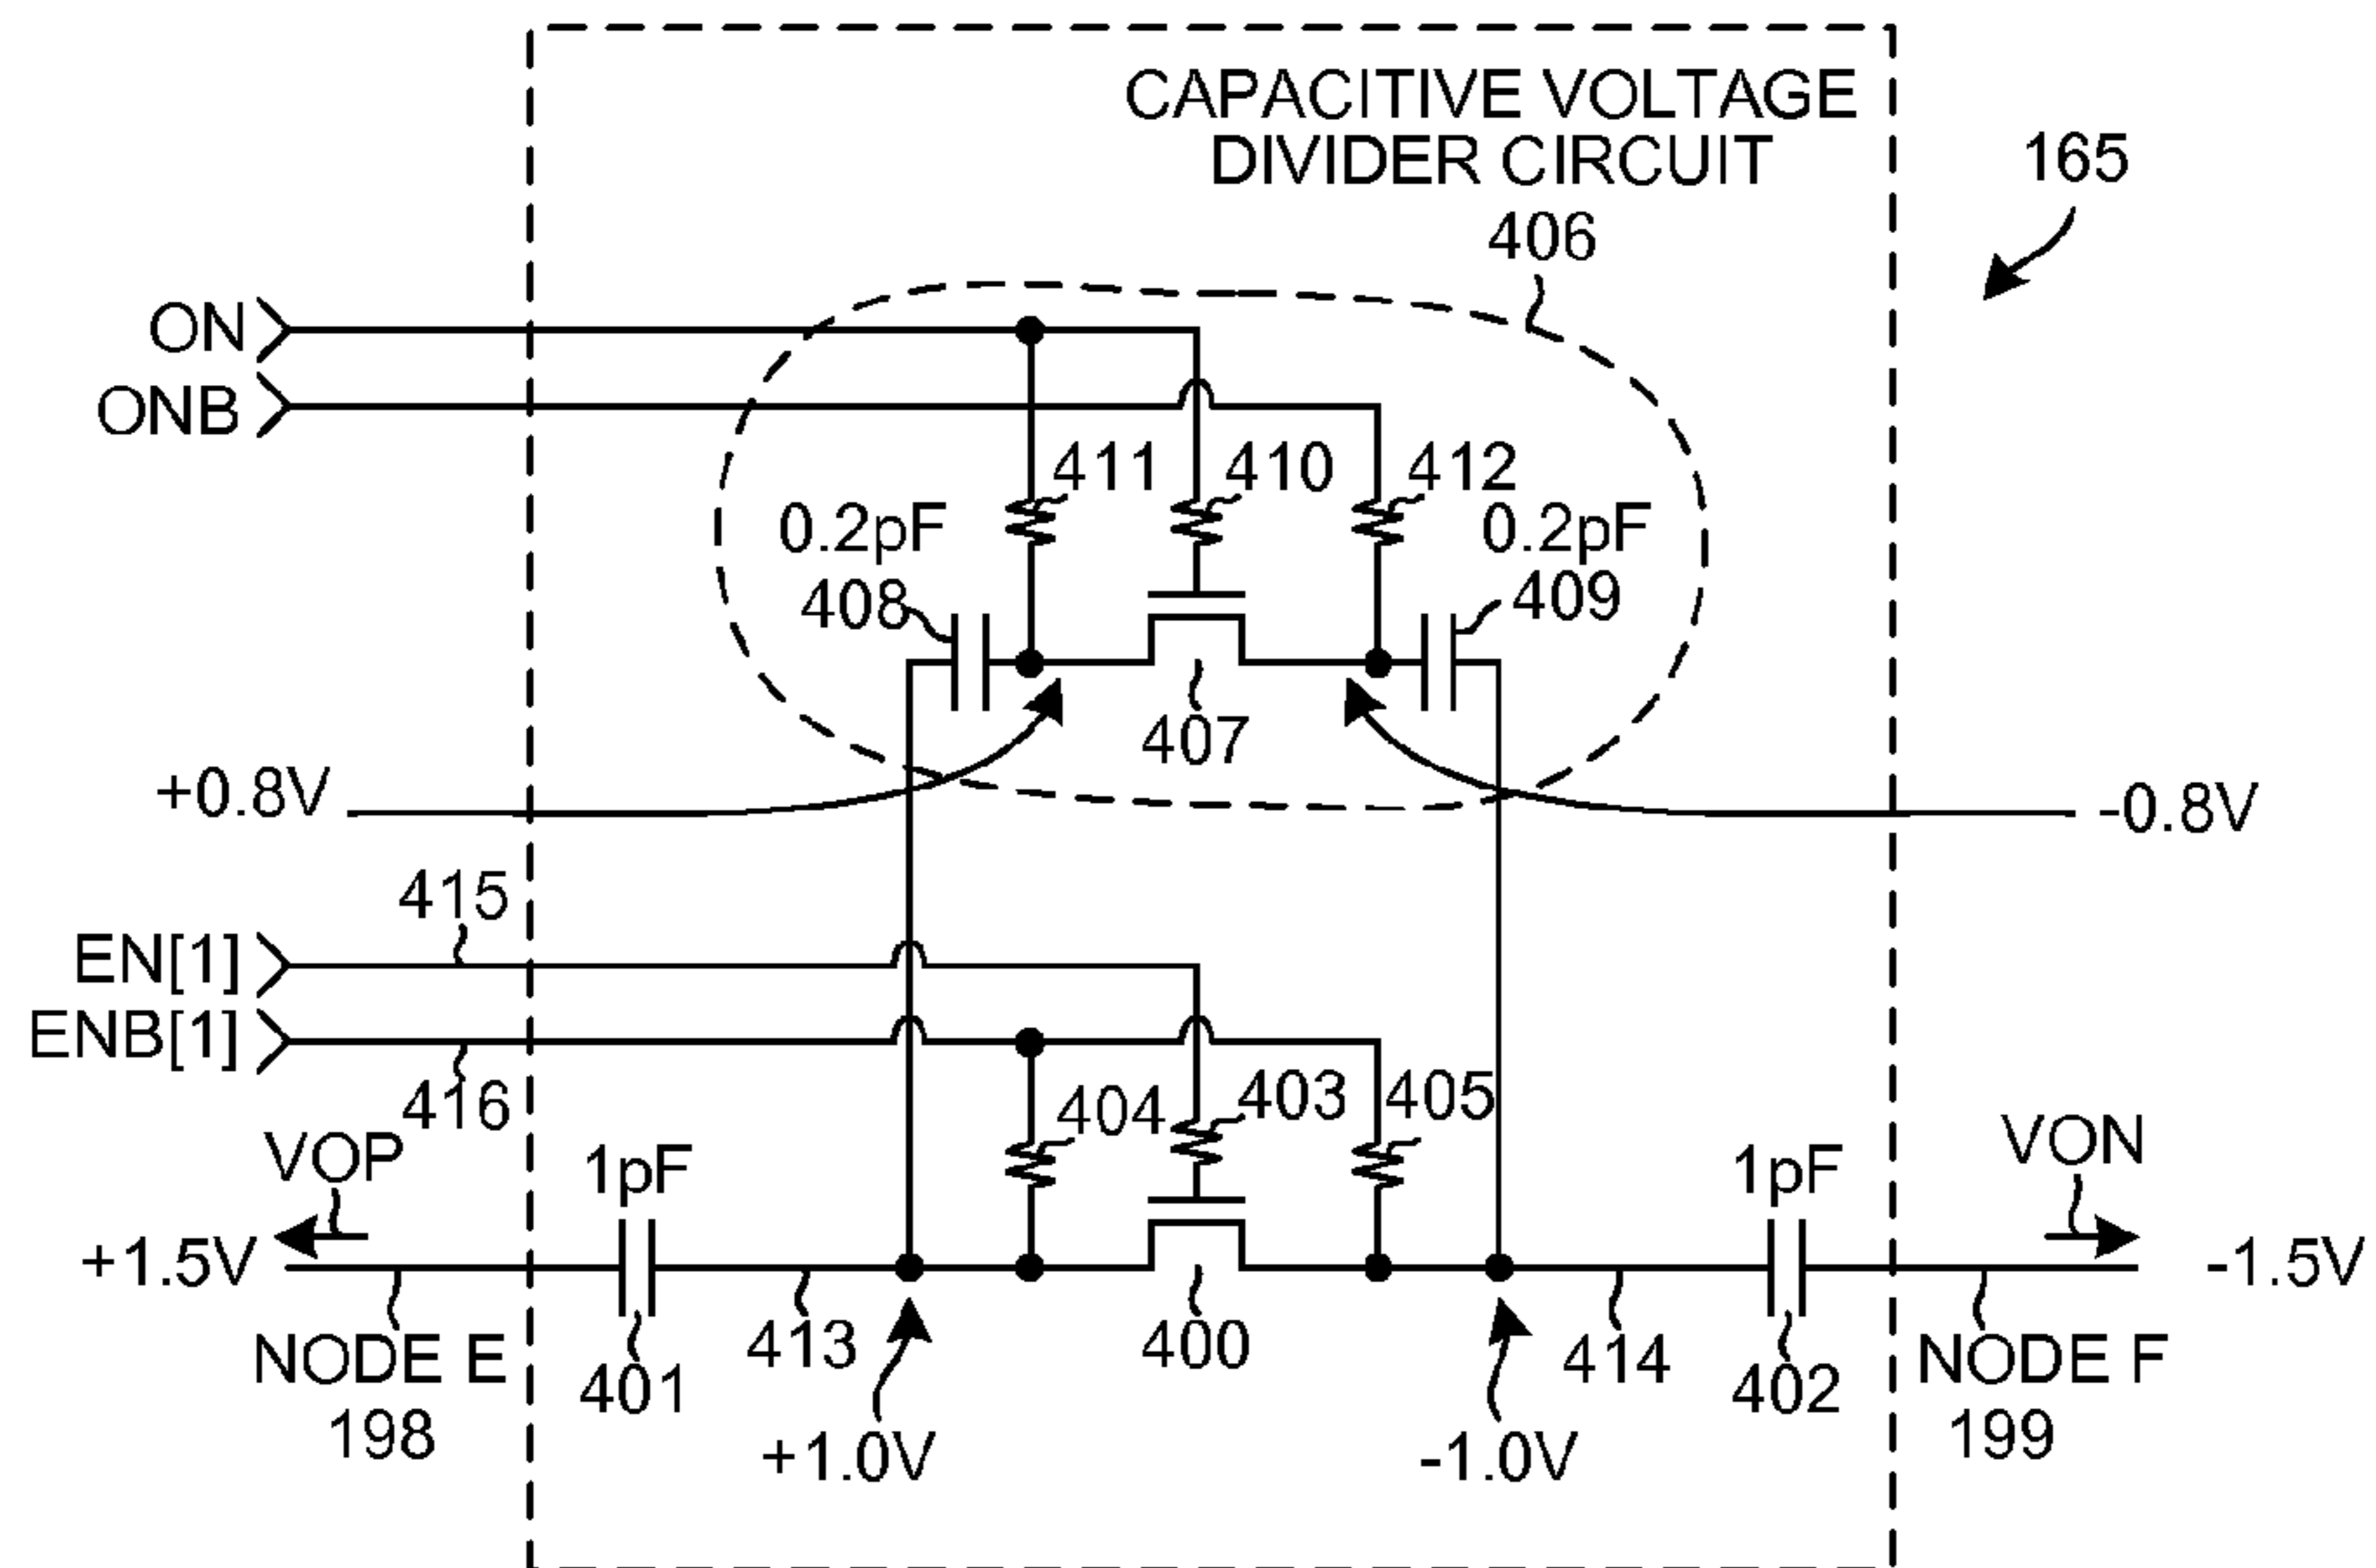 CAPACITIVE VOLTAGE
DIVIDER CIRCUIT
406
165
ON
ONB
411
410
412
0.2pF
408
0.2pF
409
407
+0.8V
-0.8V
415
EN[1]
ENB[1]
416
404
403
405
VOP
1pF
1pF
VON
+1.5V
-1.5V
NODE E
198
401
413
400
414
402
NODE F
199
+1.0V
-1.0V